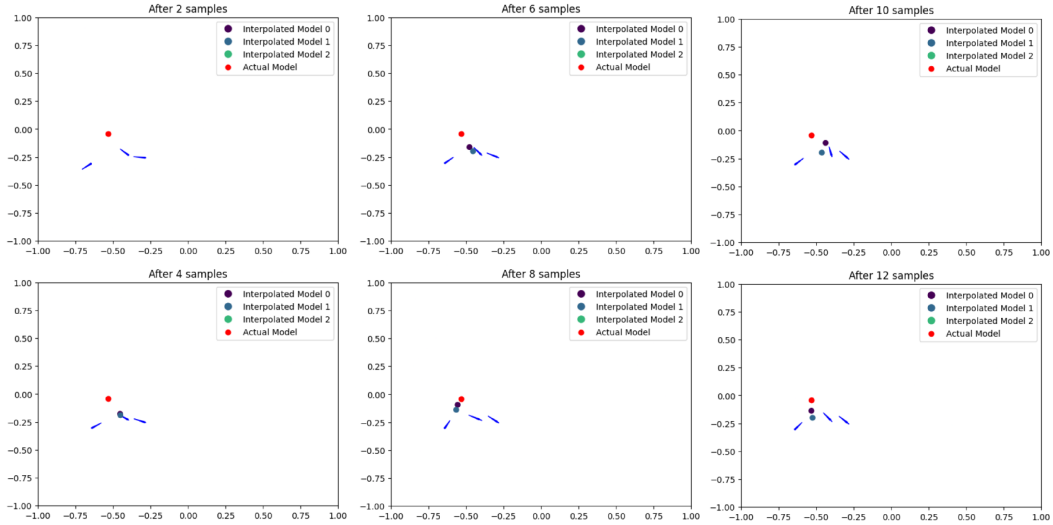 After 2 samples
1.00
0.75
0.50
0.25
0.00
−0.25
−0.50
−0.75
−1.00
−1.00 −0.75 −0.50 −0.25 0.00 0.25 0.50 0.75 1.00
Interpolated Model 0
Interpolated Model 1
Interpolated Model 2
Actual Model
After 6 samples
1.00
0.75
0.50
0.25
0.00
−0.25
−0.50
−0.75
−1.00
−1.00 −0.75 −0.50 −0.25 0.00 0.25 0.50 0.75 1.00
Interpolated Model 0
Interpolated Model 1
Interpolated Model 2
Actual Model
After 10 samples
1.00
0.75
0.50
0.25
0.00
−0.25
−0.50
−0.75
−1.00
−1.00 −0.75 −0.50 −0.25 0.00 0.25 0.50 0.75 1.00
Interpolated Model 0
Interpolated Model 1
Interpolated Model 2
Actual Model
After 4 samples
1.00
0.75
0.50
0.25
0.00
−0.25
−0.50
−0.75
−1.00
−1.00 −0.75 −0.50 −0.25 0.00 0.25 0.50 0.75 1.00
Interpolated Model 0
Interpolated Model 1
Interpolated Model 2
Actual Model
After 8 samples
1.00
0.75
0.50
0.25
0.00
−0.25
−0.50
−0.75
−1.00
−1.00 −0.75 −0.50 −0.25 0.00 0.25 0.50 0.75 1.00
Interpolated Model 0
Interpolated Model 1
Interpolated Model 2
Actual Model
After 12 samples
1.00
0.75
0.50
0.25
0.00
−0.25
−0.50
−0.75
−1.00
−1.00 −0.75 −0.50 −0.25 0.00 0.25 0.50 0.75 1.00
Interpolated Model 0
Interpolated Model 1
Interpolated Model 2
Actual Model